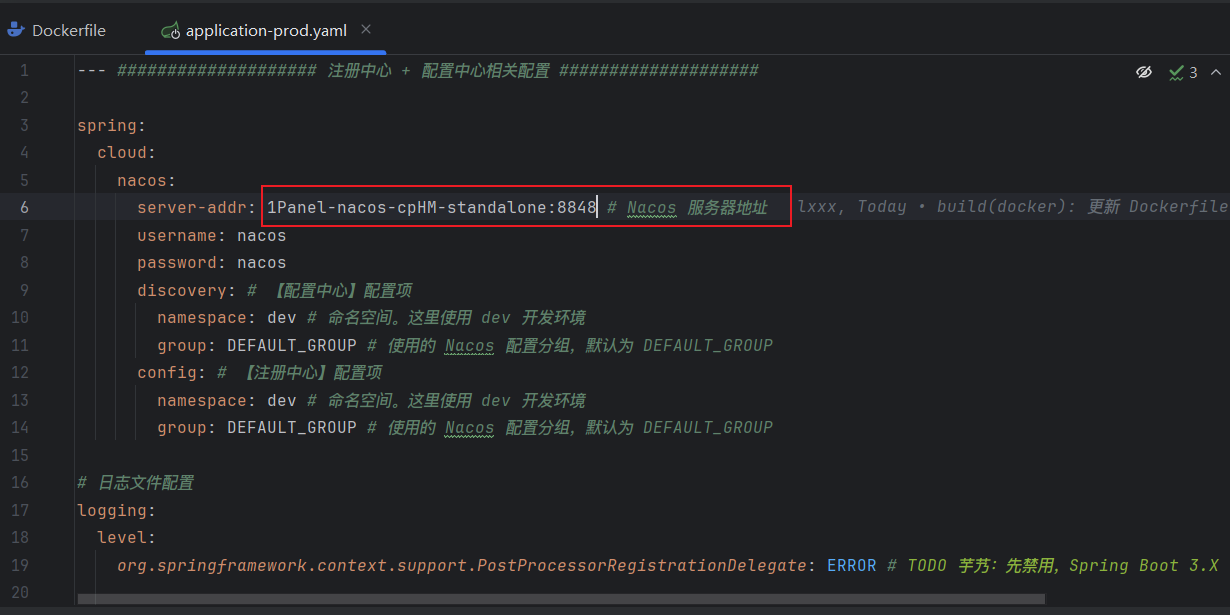 Dockerfile application-prod.yaml
1 --- #################### 注册中心 + 配置中心相关配置 #################### 3
2
3 spring:
4 cloud:
5 nacos:
6 server-addr: 1Panel-nacos-cpHM-standalone:8848 # Nacos 服务器地址 lxxx, Today • build(docker): 更新 Dockerfile
7 username: nacos
8 password: nacos
9 discovery: # 【配置中心】配置项
10 namespace: dev # 命名空间。这里使用 dev 开发环境
11 group: DEFAULT_GROUP # 使用的 Nacos 配置分组，默认为 DEFAULT_GROUP
12 config: # 【注册中心】配置项
13 namespace: dev # 命名空间。这里使用 dev 开发环境
14 group: DEFAULT_GROUP # 使用的 Nacos 配置分组，默认为 DEFAULT_GROUP
15
16 # 日志文件配置
17 logging:
18 level:
19 org.springframework.context.support.PostProcessorRegistrationDelegate: ERROR # TODO 芋艿：先禁用，Spring Boot 3.X
20